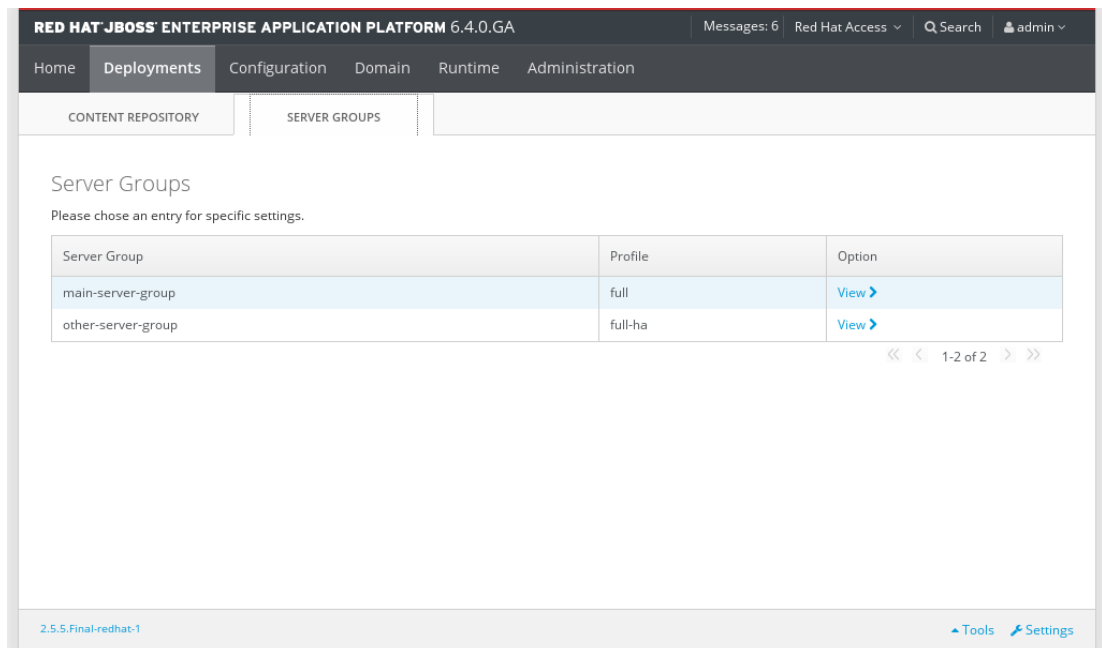 RED HAT JBOSS ENTERPRISE APPLICATION PLATFORM 6.4.0.GA Messages: 6 Red Hat Access Search admin
Home Deployments Configuration Domain Runtime Administration
CONTENT REPOSITORY SERVER GROUPS
Server Groups
Please chose an entry for specific settings.
Server Group Profile Option
main-server-group full View
other-server-group full-ha View
1-2 of 2
2.5.5.Final-redhat-1 Tools Settings